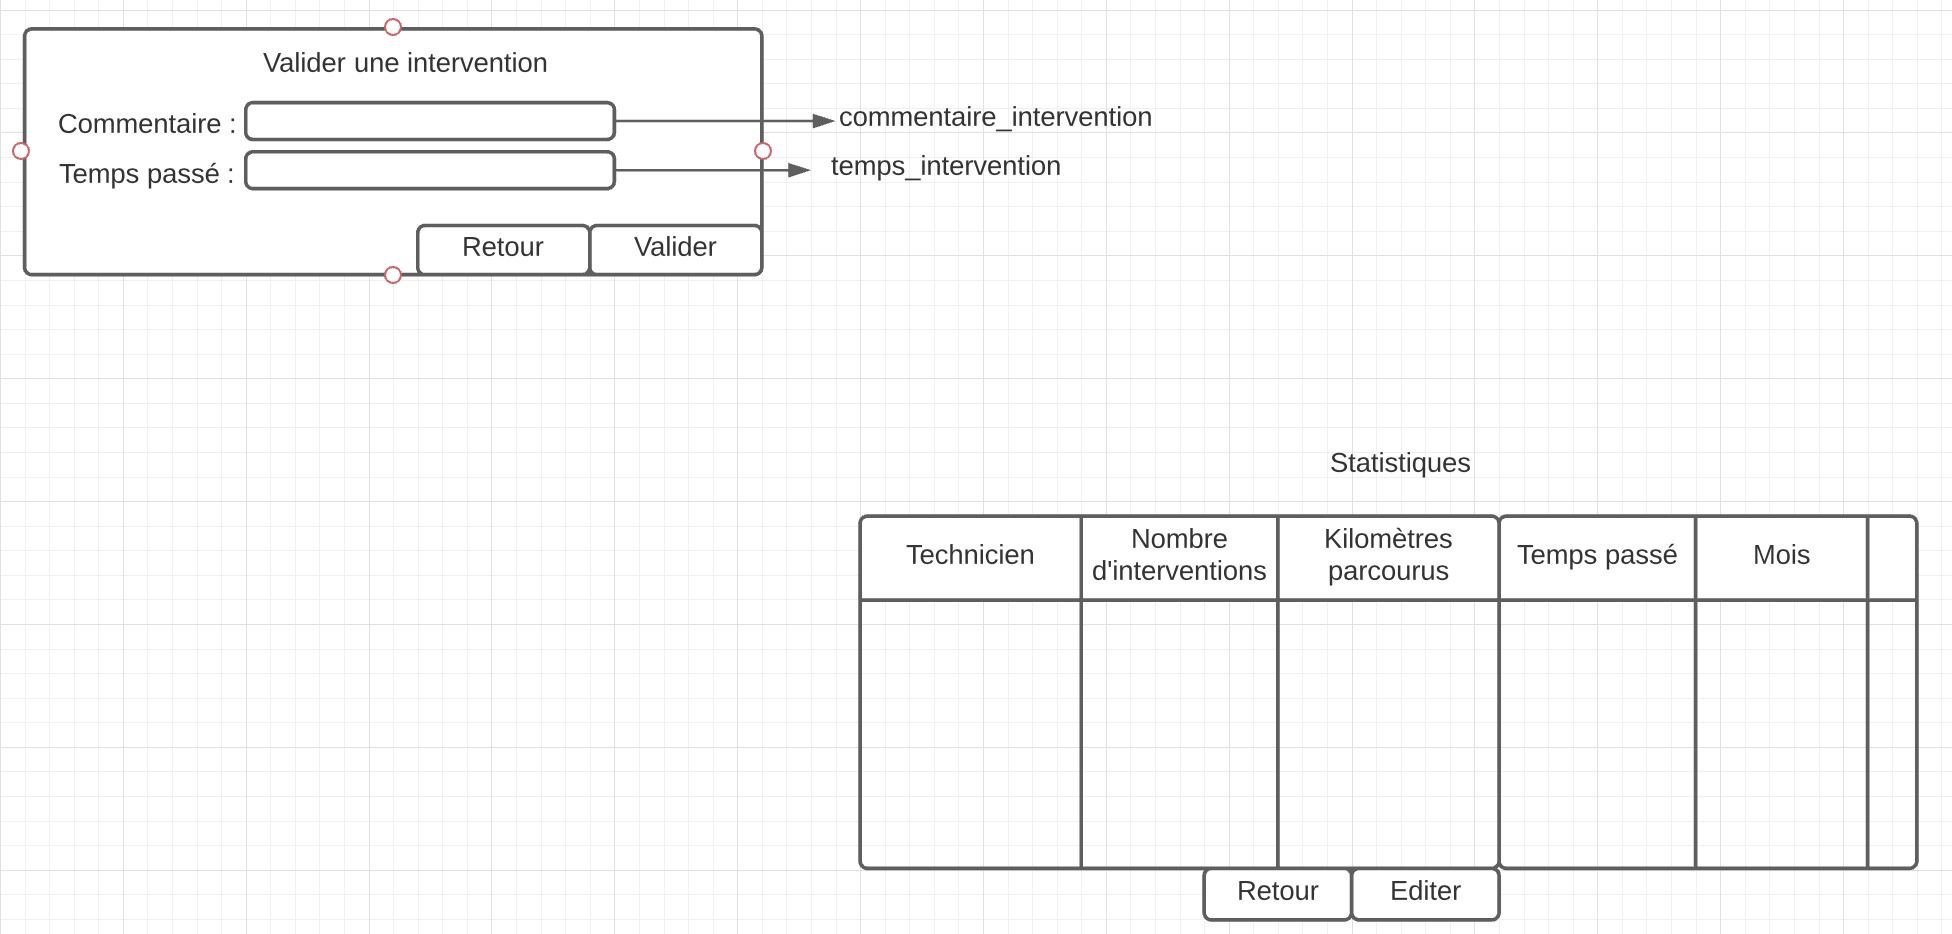 Valider une intervention
Commentaire :
commentaire_intervention
Temps passé :
temps_intervention
Retour
Valider
Statistiques
Technicien
Nombre
d'interventions
Kilomètres
parcourus
Temps passé
Mois
Retour
Editer